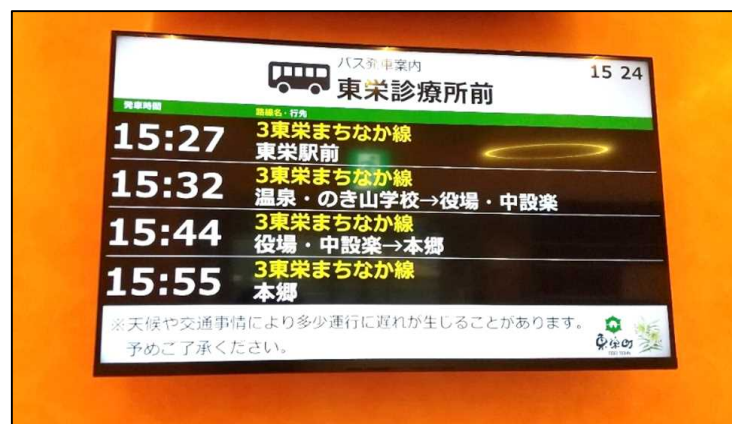 バス発車案内
15 24
東栄診療所前
発車時間
路線名・行先
15:27
3東栄まちなか線
東栄駅前
15:32
3東栄まちなか線
温泉・のき山学校→役場・中設楽
15:44
3東栄まちなか線
役場・中設楽→本郷
15:55
3東栄まちなか線
本郷
※天候や交通事情により多少運行に遅れが生じることがあります。
予めご了承ください。
東栄町
TOEI TOWN